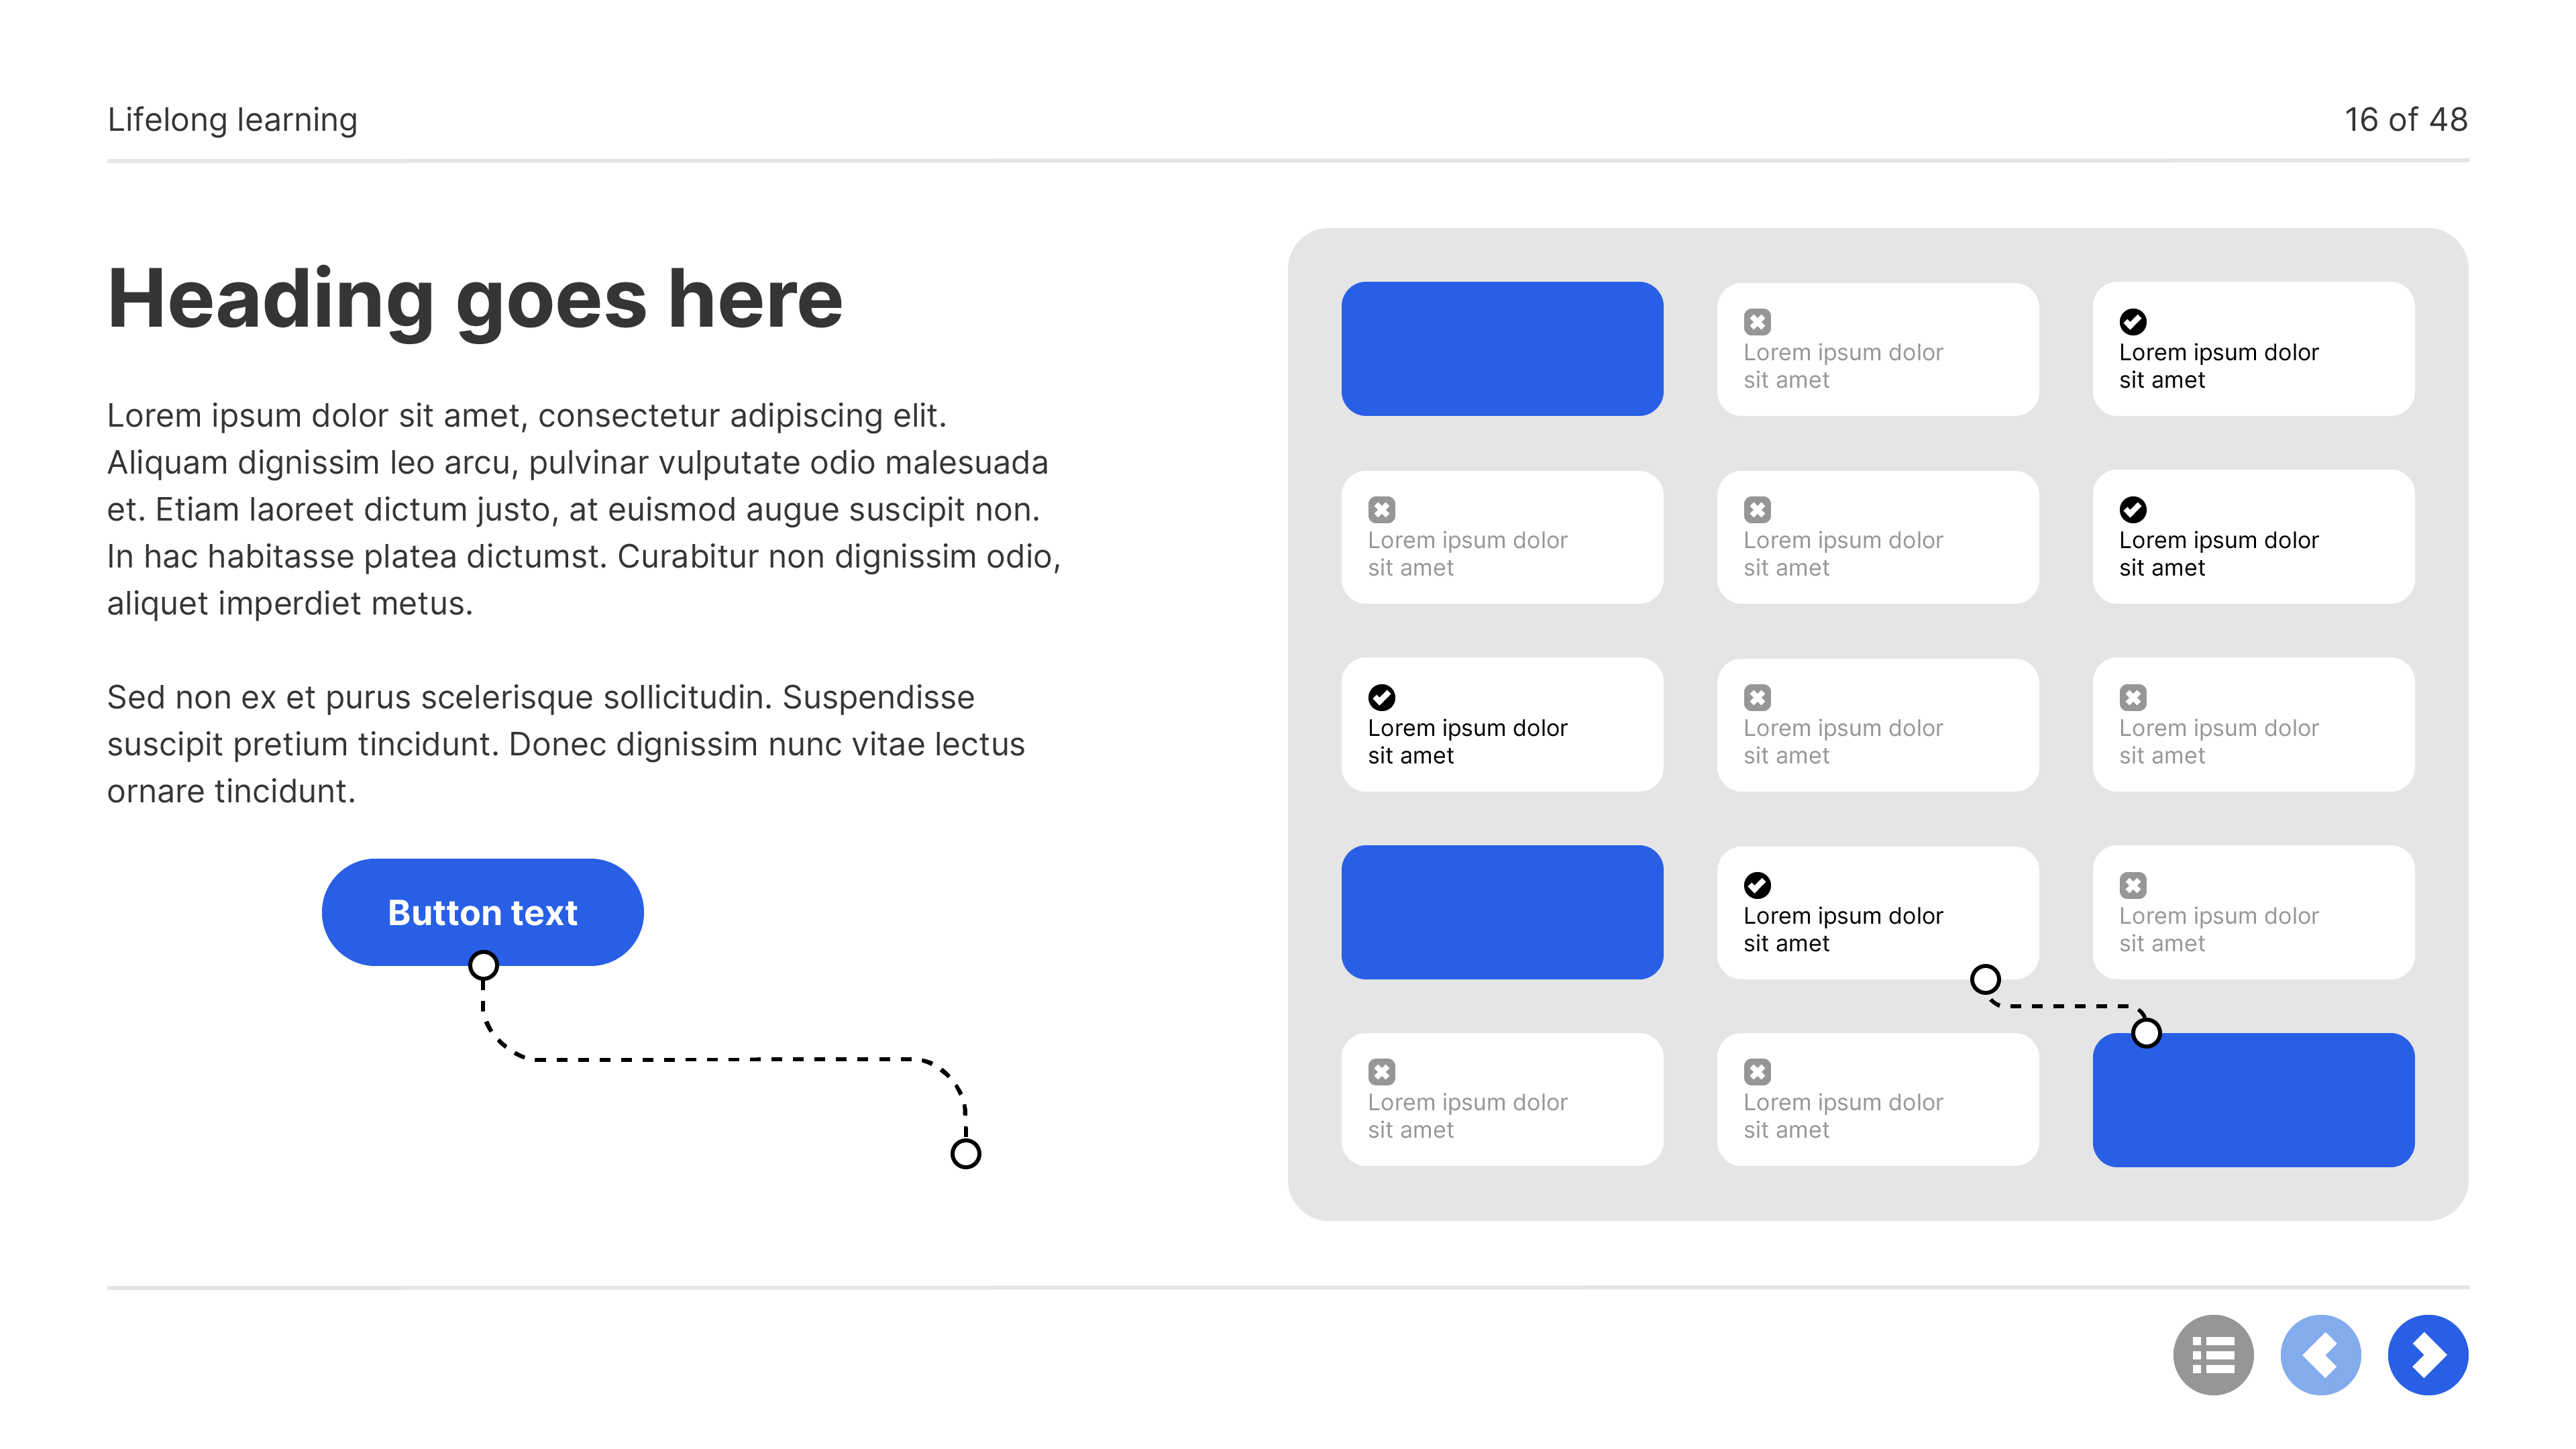 Lifelong learning
16 of 48
Heading goes here
Lorem ipsum dolor sit amet, consectetur adipiscing elit.
Aliquam dignissim leo arcu, pulvinar vulputate odio malesuada
et. Etiam laoreet dictum justo, at euismod augue suscipit non.
In hac habitasse platea dictumst. Curabitur non dignissim odio,
aliquet imperdiet metus.
Sed non ex et purus scelerisque sollicitudin. Suspendisse
suscipit pretium tincidunt. Donec dignissim nunc vitae lectus
ornare tincidunt.
Button text
Lorem ipsum dolor
sit amet
Lorem ipsum dolor
sit amet
Lorem ipsum dolor
sit amet
Lorem ipsum dolor
sit amet
Lorem ipsum dolor
sit amet
Lorem ipsum dolor
sit amet
Lorem ipsum dolor
sit amet
Lorem ipsum dolor
sit amet
Lorem ipsum dolor
sit amet
Lorem ipsum dolor
sit amet
Lorem ipsum dolor
sit amet
Lorem ipsum dolor
sit amet